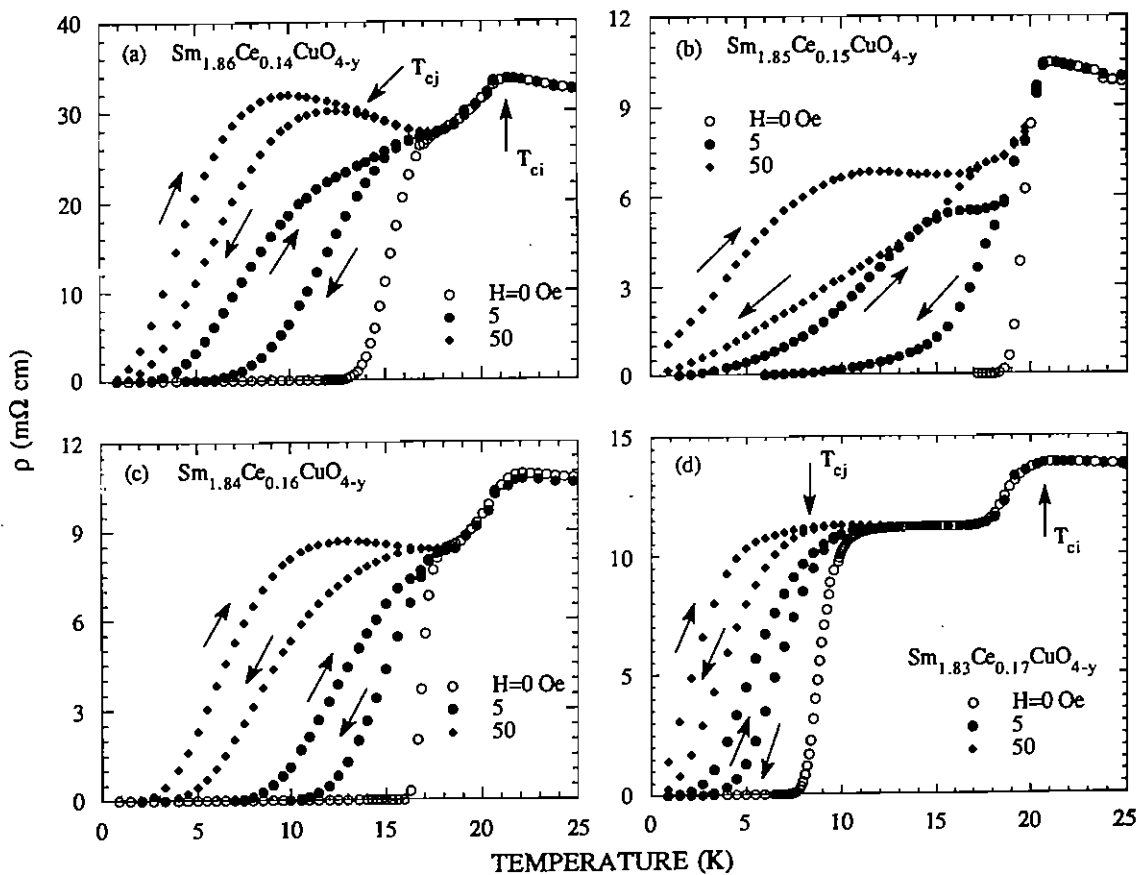 40
30
20
10
0
(a) Sm1.86Ce0.14CuO4-y
Tcj
Tci
H=0 Oe
5
50
12
9
6
3
0
(b) Sm1.85Ce0.15CuO4-y
H=0 Oe
5
50
ρ (mΩ cm)
12
9
6
3
0
(c) Sm1.84Ce0.16CuO4-y
H=0 Oe
5
50
0 5 10 15 20 25
15
10
5
0
(d)
Tcj
Tci
Sm1.83Ce0.17CuO4-y
H=0 Oe
5
50
0 5 10 15 20 25
TEMPERATURE (K)